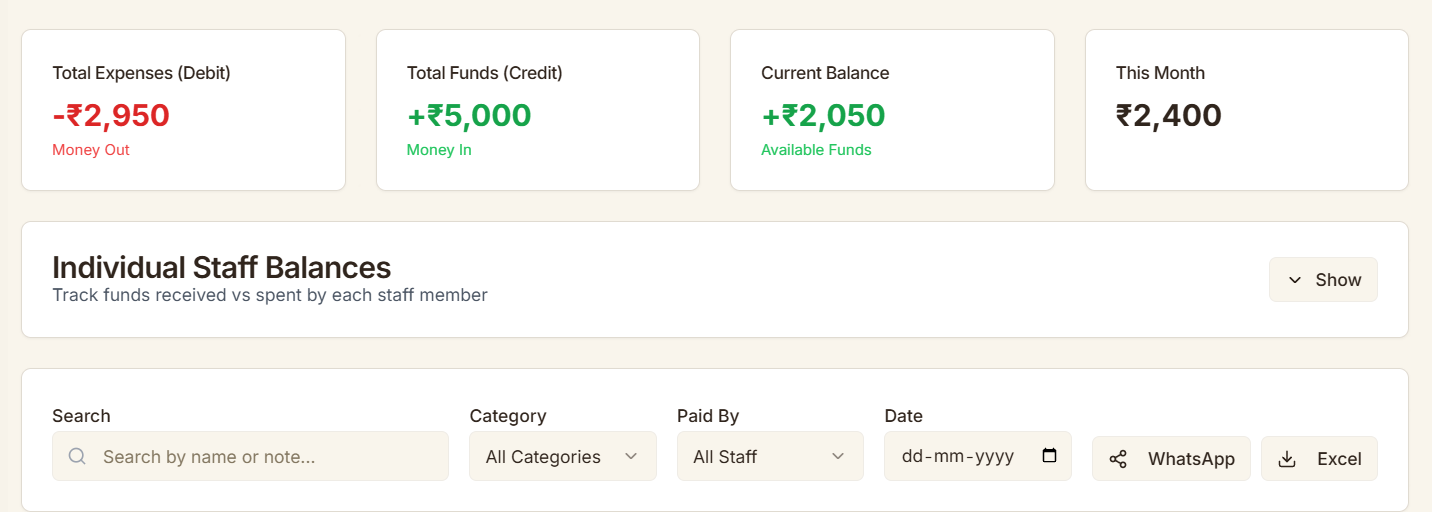 Total Expenses (Debit)
-₹2,950
Money Out
Total Funds (Credit)
+₹5,000
Money In
Current Balance
+₹2,050
Available Funds
This Month
₹2,400
Individual Staff Balances
Track funds received vs spent by each staff member
Show
Search
Search by name or note...
Category
All Categories
Paid By
All Staff
Date
dd-mm-yyyy
WhatsApp
Excel